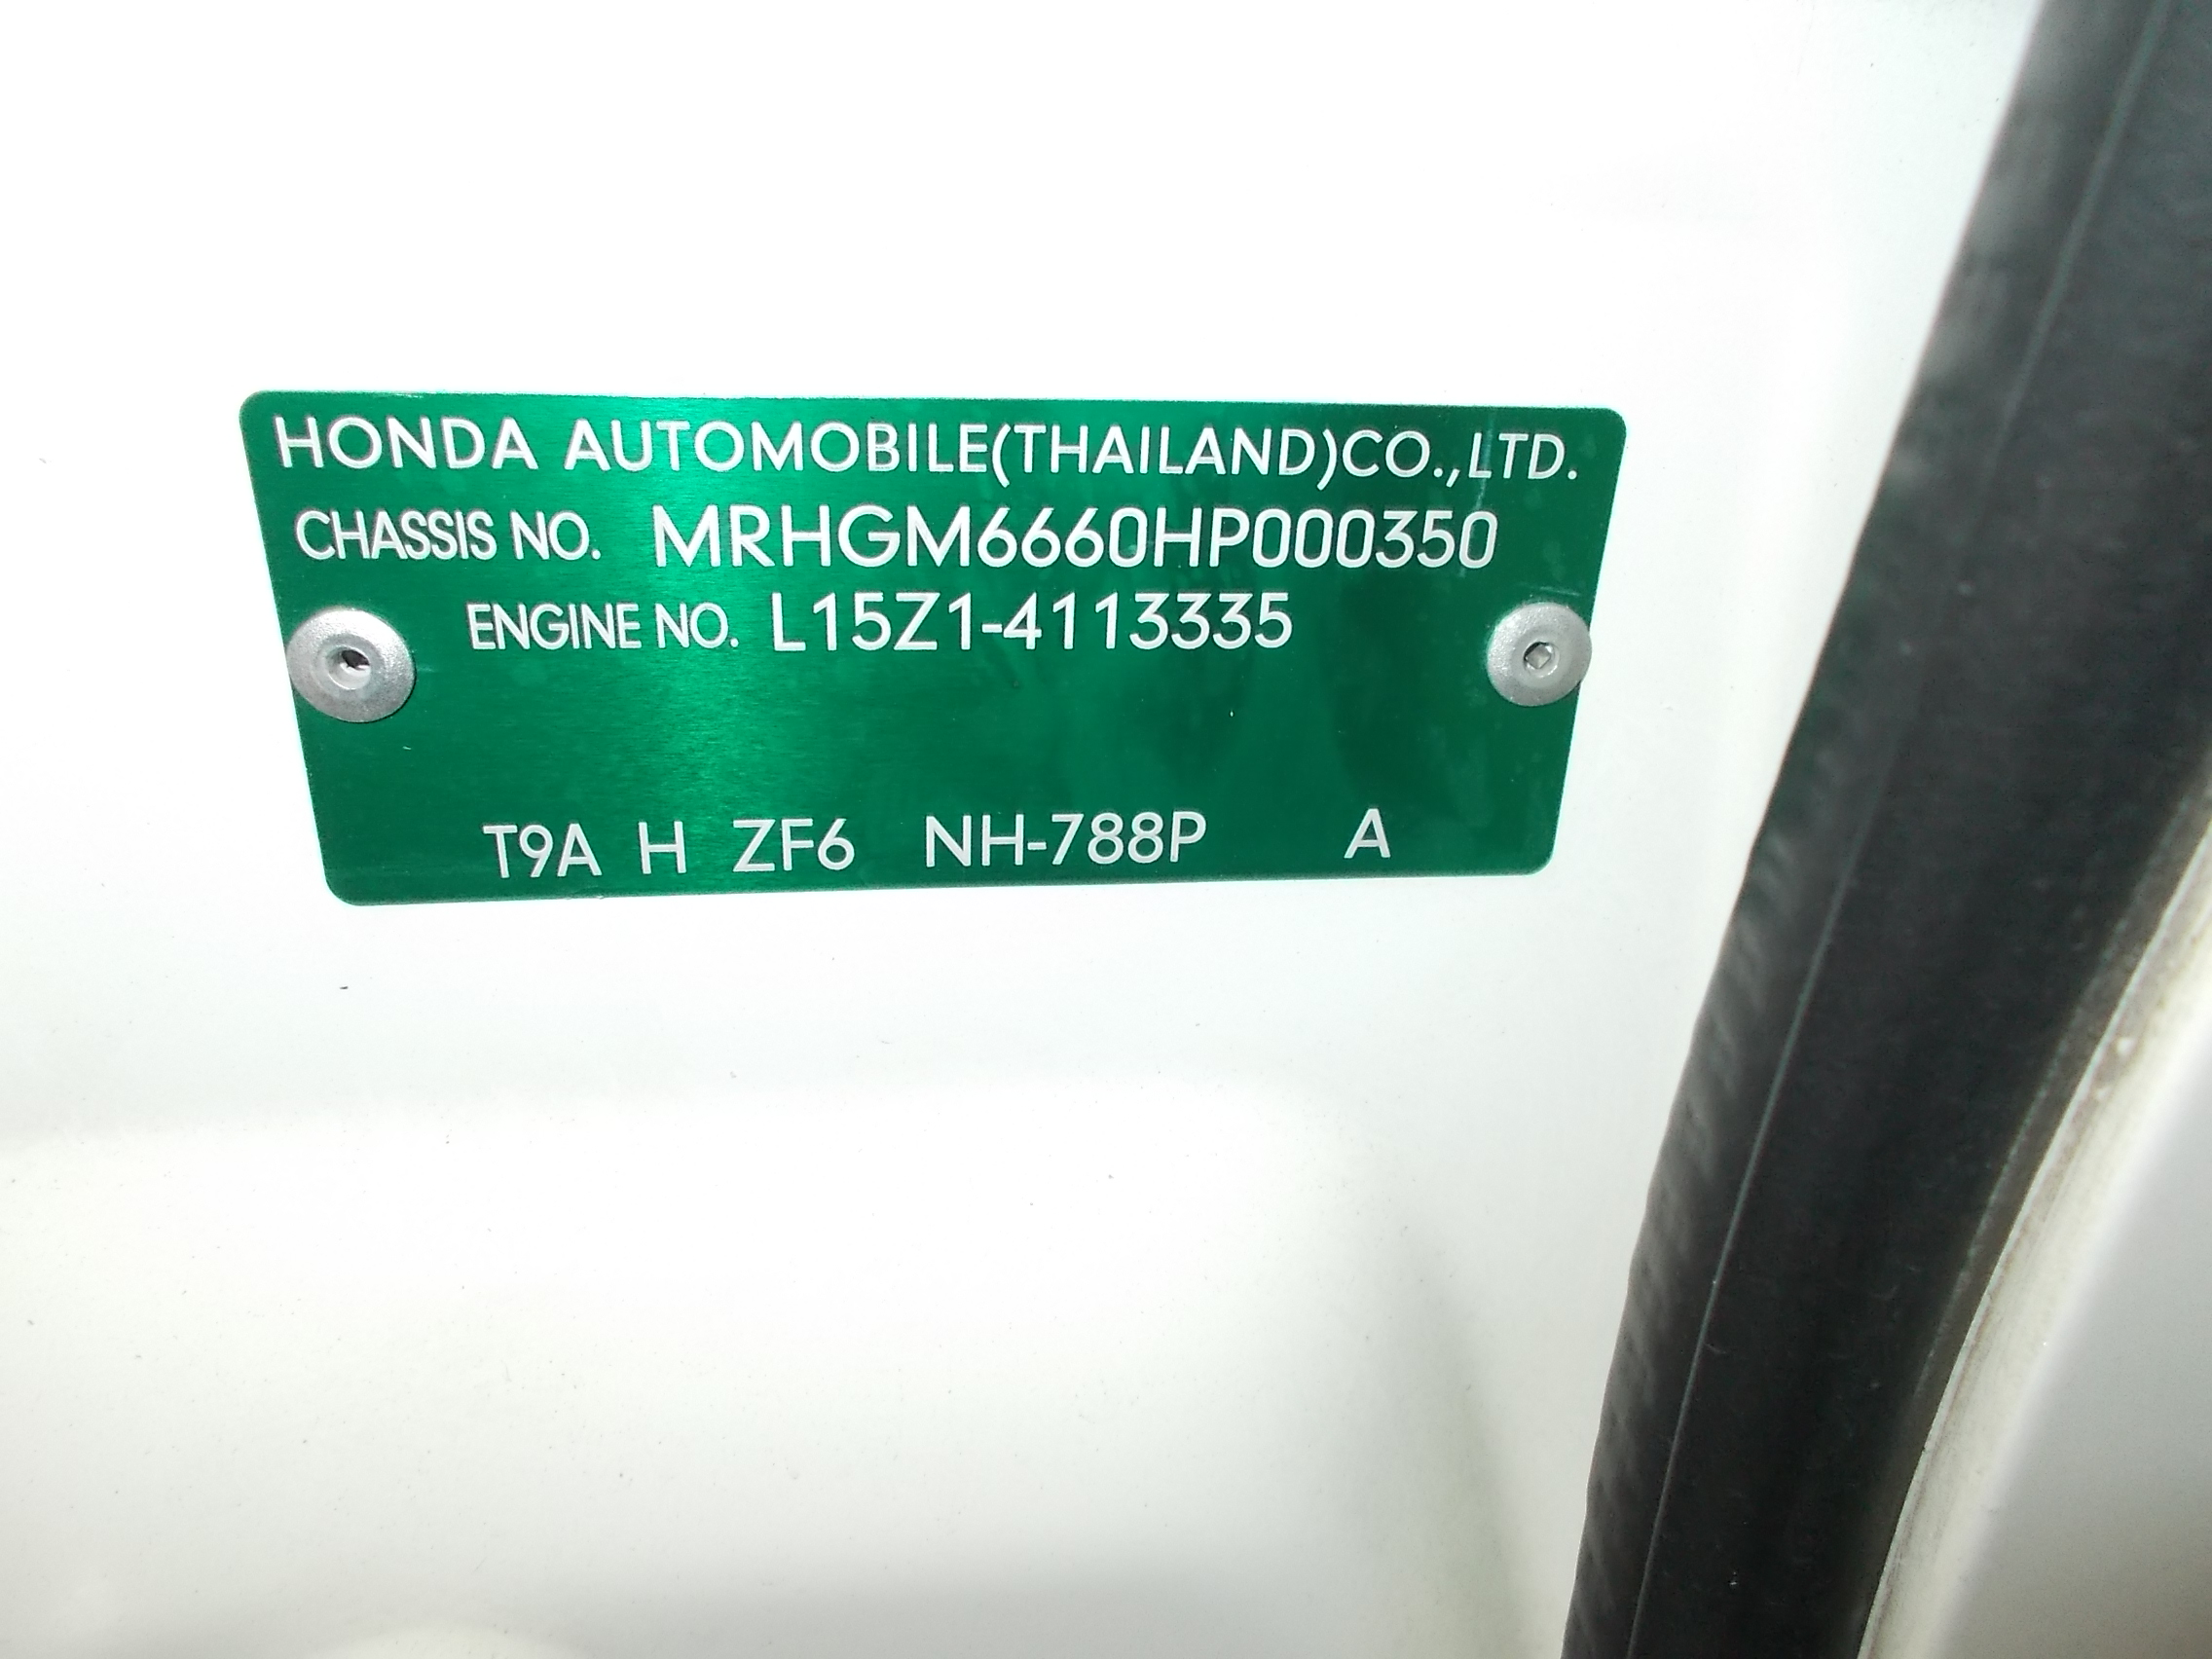 HONDA AUTOMOBILE(THAILAND)CO.,LTD.
CHASSIS NO. MRHGM6660HP000350
ENGINE NO. L15Z1-4113335
T9A H ZF6 NH-788P A